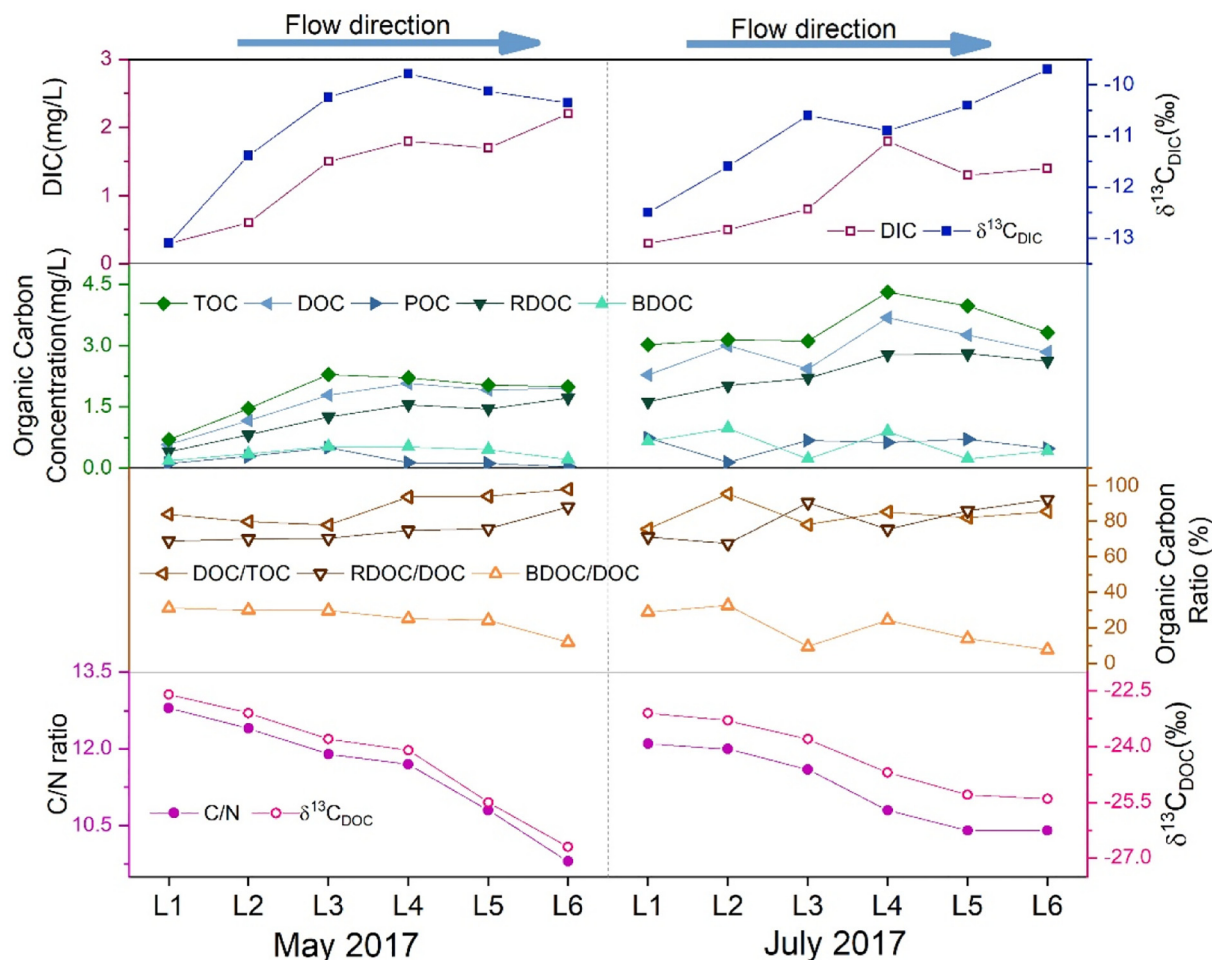 Flow direction
Flow direction
DIC(mg/L)
3
2
1
0
-10
-11
-12
-13
δ¹³C_DIC(‰)
DIC
δ¹³C_DIC
Organic Carbon
Concentration(mg/L)
4.5
3.0
1.5
0.0
TOC
DOC
POC
RDOC
BDOC
DOC/TOC
RDOC/DOC
BDOC/DOC
100
80
60
40
20
0
Organic Carbon
Ratio (%)
C/N ratio
13.5
12.0
10.5
C/N
δ¹³C_DOC
-22.5
-24.0
-25.5
-27.0
δ¹³C_DOC(‰)
L1 L2 L3 L4 L5 L6 L1 L2 L3 L4 L5 L6
May 2017
July 2017